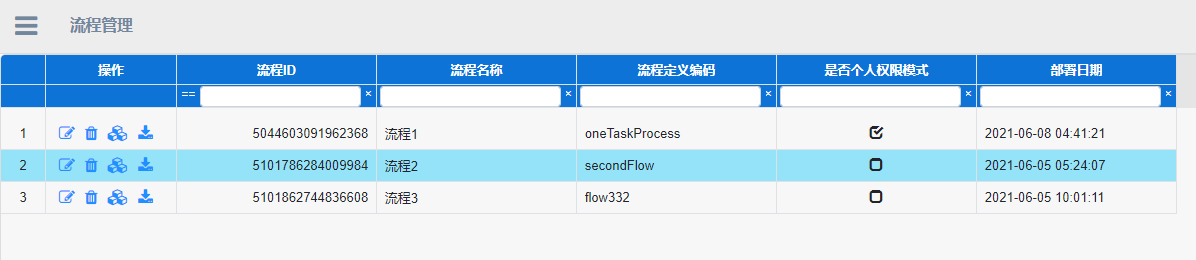 流程管理
操作 流程ID 流程名称 流程定义编码 是否个人权限模式 部署日期
== × × × × ×
1 5044603091962368 流程1 oneTaskProcess 2021-06-08 04:41:21
2 5101786284009984 流程2 secondFlow 2021-06-05 05:24:07
3 5101862744836608 流程3 flow332 2021-06-05 10:01:11